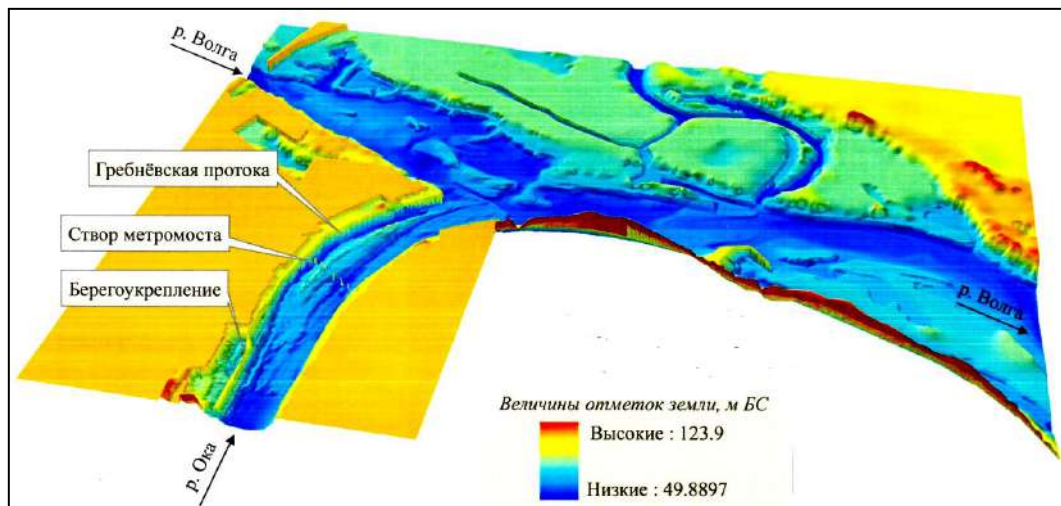 р. Волга
Гребнёвская протока
Створ метромоста
Берегоукрепление
р. Волга
р. Ока
Величины отметок земли, м БС
Высокие : 123.9
Низкие : 49.8897